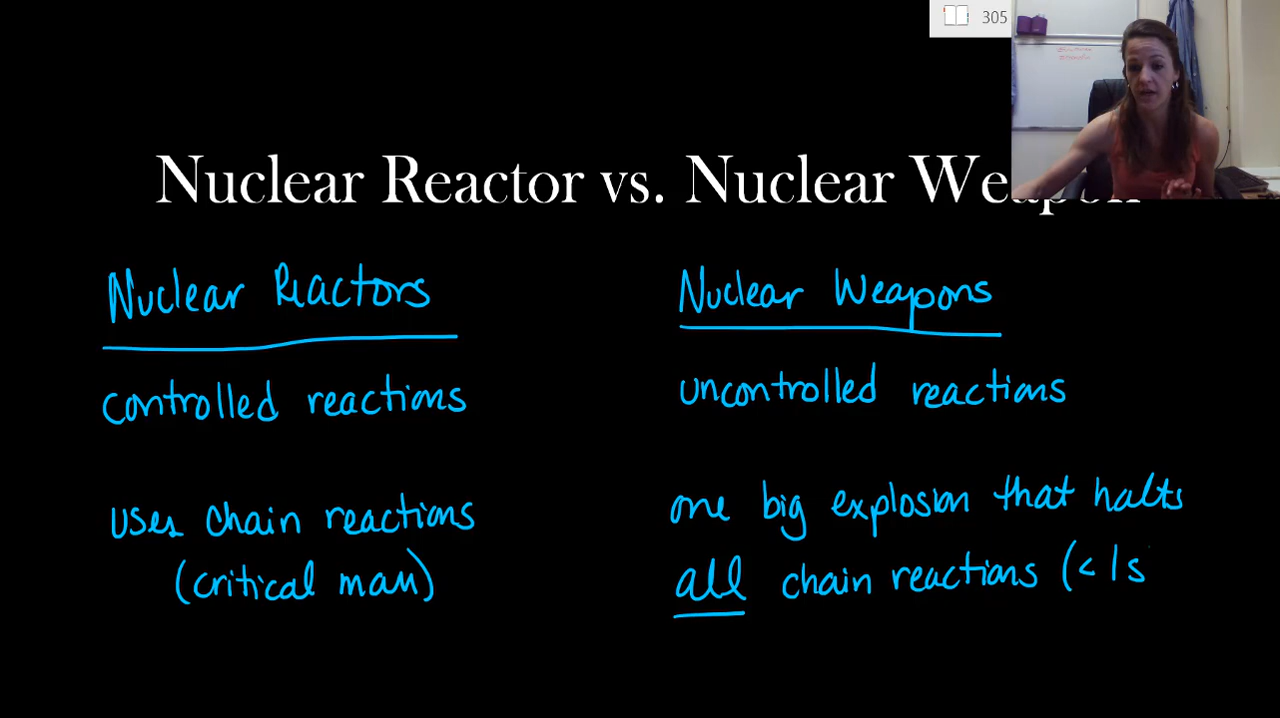 305
Nuclear Reactor vs. Nuclear Weapon
Nuclear Reactors
Nuclear Weapons
controlled reactions
uncontrolled reactions
uses chain reactions
(critical mass)
one big explosion that halts
all chain reactions (< 1s